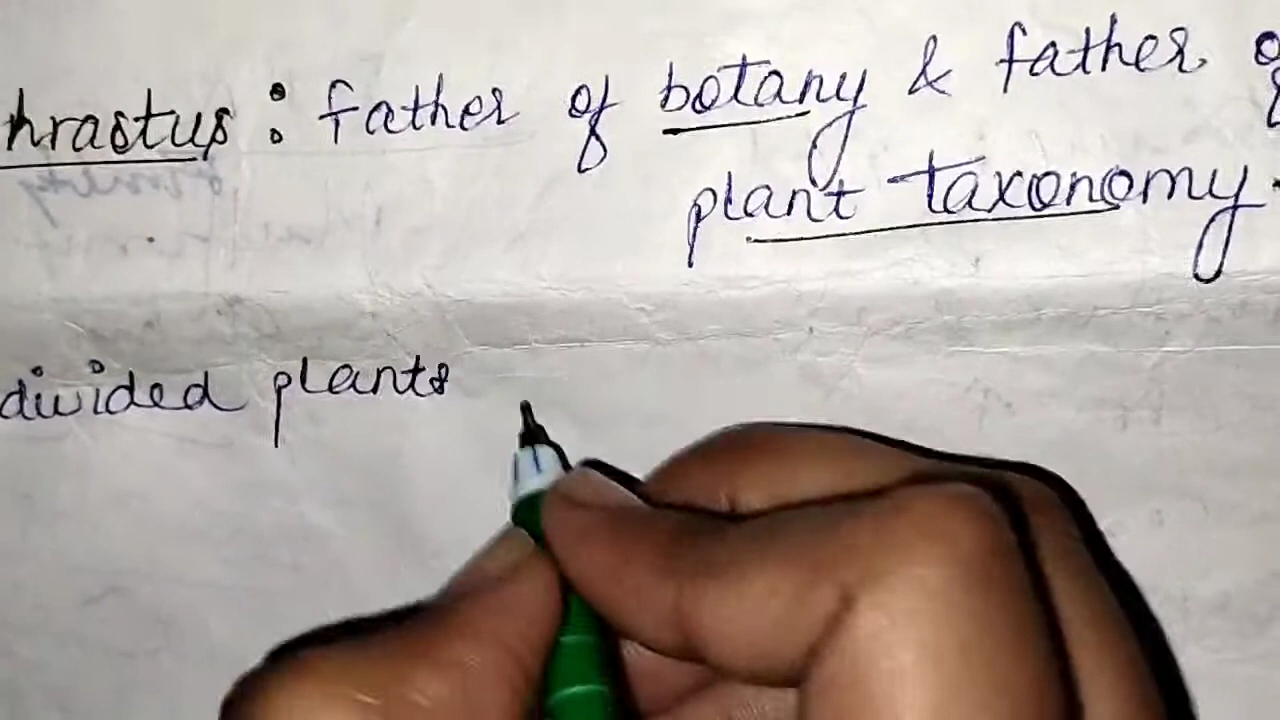 hrastus : father of botany & father of
plant taxonomy.
divided plants